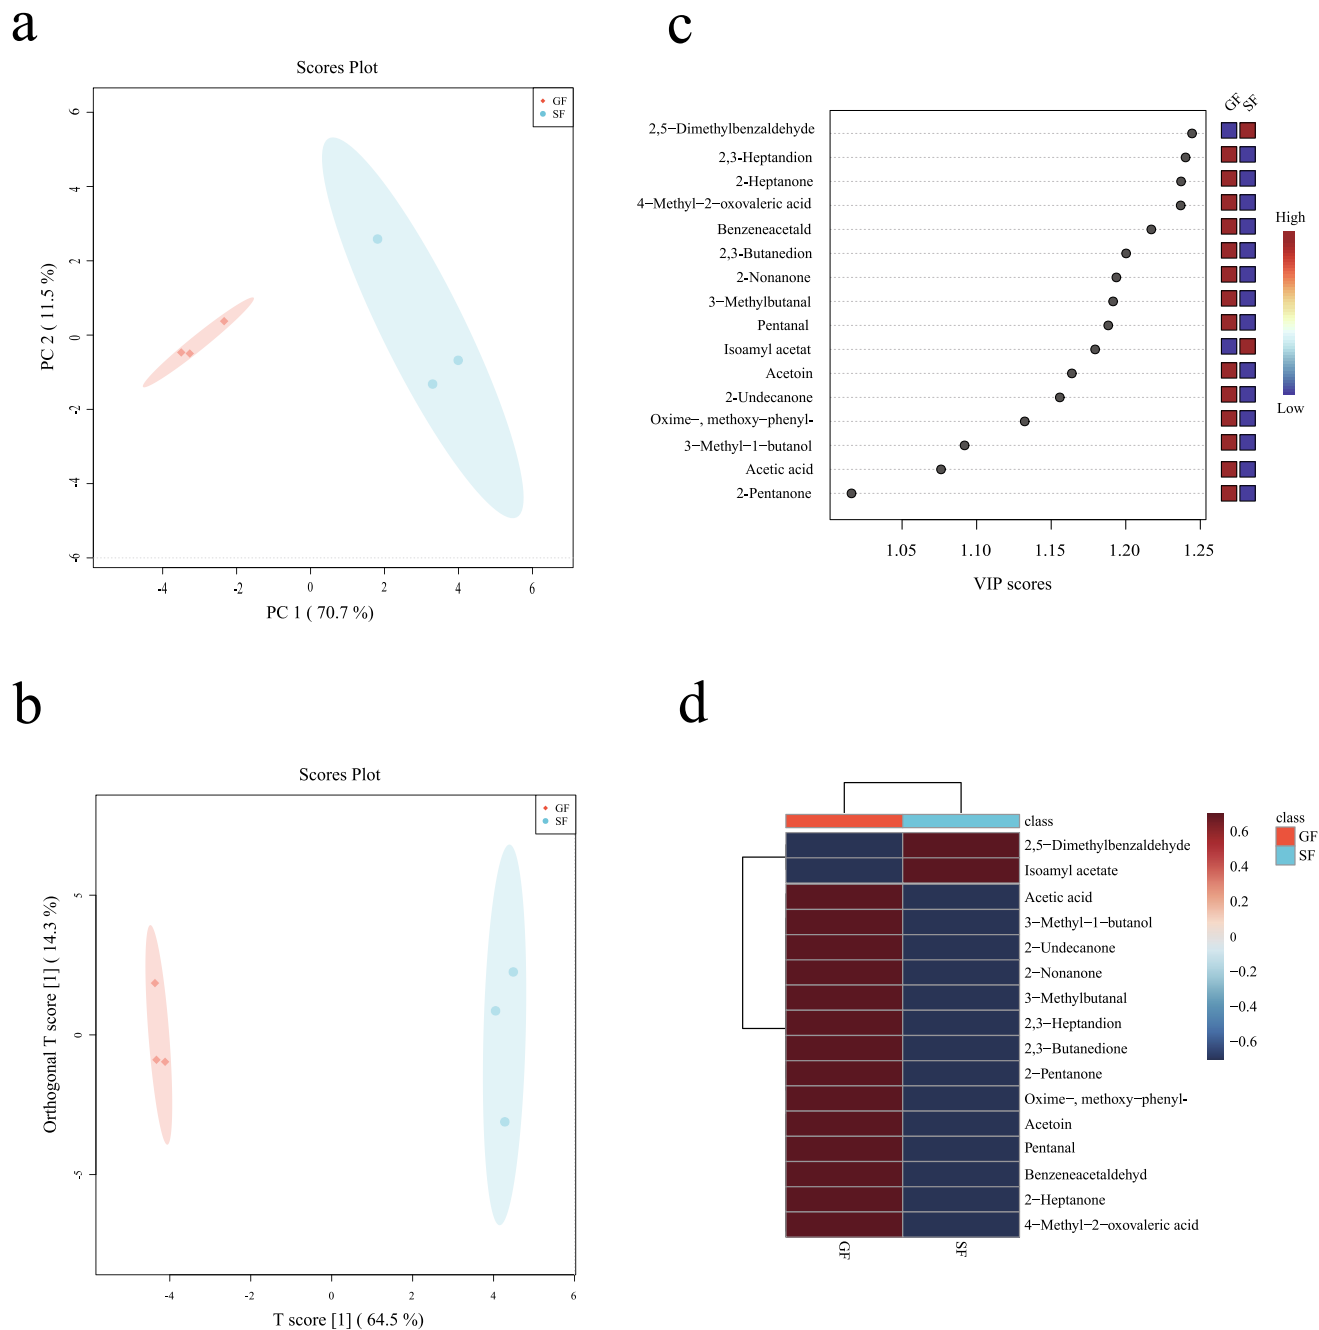 a
Scores Plot
GF
SF
6
4
2
0
-2
-4
-6
PC 2 ( 11.5 %)
-4
-2
0
2
4
6
PC 1 ( 70.7 %)
c
GF
SF
2,5−Dimethylbenzaldehyde
2,3-Heptandion
2-Heptanone
4−Methyl−2−oxovaleric acid
Benzeneacetald
2,3-Butanedion
2-Nonanone
3−Methylbutanal
Pentanal
Isoamyl acetat
Acetoin
2-Undecanone
Oxime−, methoxy−phenyl-
3−Methyl−1−butanol
Acetic acid
2-Pentanone
1.05
1.10
1.15
1.20
1.25
VIP scores
High
Low
b
Scores Plot
GF
SF
5
0
-5
Orthogonal T score [1] ( 14.3 %)
-4
-2
0
2
4
6
T score [1] ( 64.5 %)
d
class
2,5−Dimethylbenzaldehyde
Isoamyl acetate
Acetic acid
3−Methyl−1−butanol
2−Undecanone
2−Nonanone
3−Methylbutanal
2,3−Heptandion
2,3−Butanedione
2−Pentanone
Oxime−, methoxy−phenyl-
Acetoin
Pentanal
Benzeneacetaldehyd
2−Heptanone
4−Methyl−2−oxovaleric acid
GF
SF
0.6
0.4
0.2
0
−0.2
−0.4
−0.6
class
GF
SF